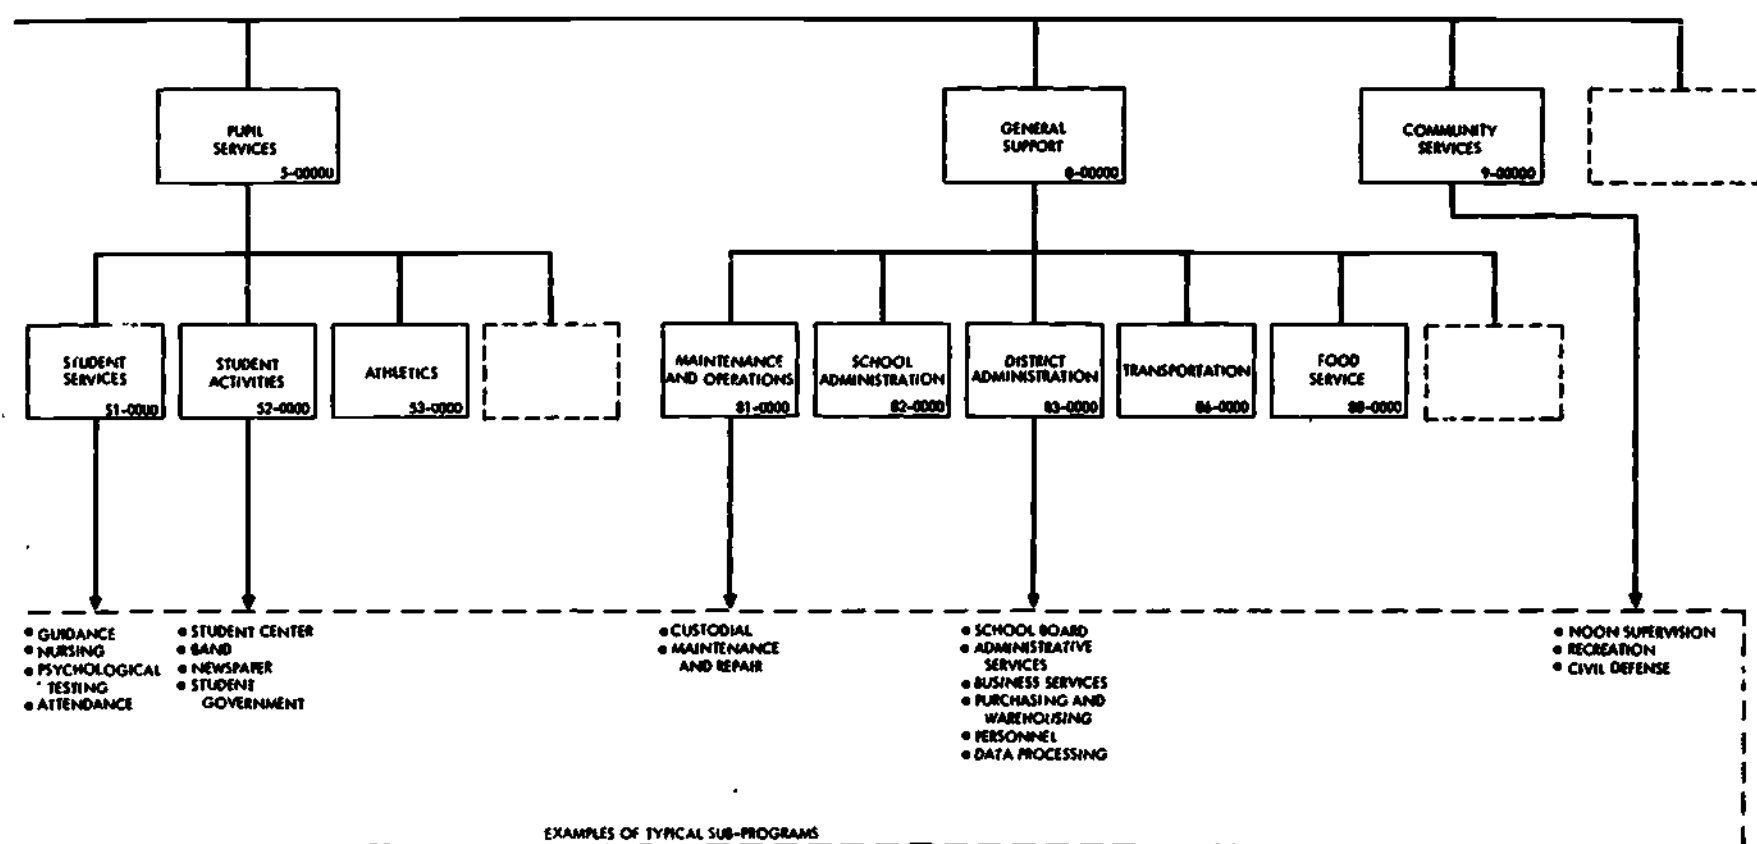 PUPIL
SERVICES
5-00000
GENERAL
SUPPORT
8-00000
COMMUNITY
SERVICES
9-00000
STUDENT
SERVICES
51-0000
STUDENT
ACTIVITIES
52-0000
ATHLETICS
53-0000
MAINTENANCE
AND OPERATIONS
81-0000
SCHOOL
ADMINISTRATION
82-0000
DISTRICT
ADMINISTRATION
83-0000
TRANSPORTATION
86-0000
FOOD
SERVICE
88-0000
• GUIDANCE
• NURSING
• PSYCHOLOGICAL
TESTING
• ATTENDANCE
• STUDENT CENTER
• BAND
• NEWSPAPER
• STUDENT
GOVERNMENT
• CUSTODIAL
• MAINTENANCE
AND REPAIR
• SCHOOL BOARD
• ADMINISTRATIVE
SERVICES
• BUSINESS SERVICES
• PURCHASING AND
WAREHOUSING
• PERSONNEL
• DATA PROCESSING
• NOON SUPERVISION
• RECREATION
• CIVIL DEFENSE
EXAMPLES OF TYPICAL SUB-PROGRAMS